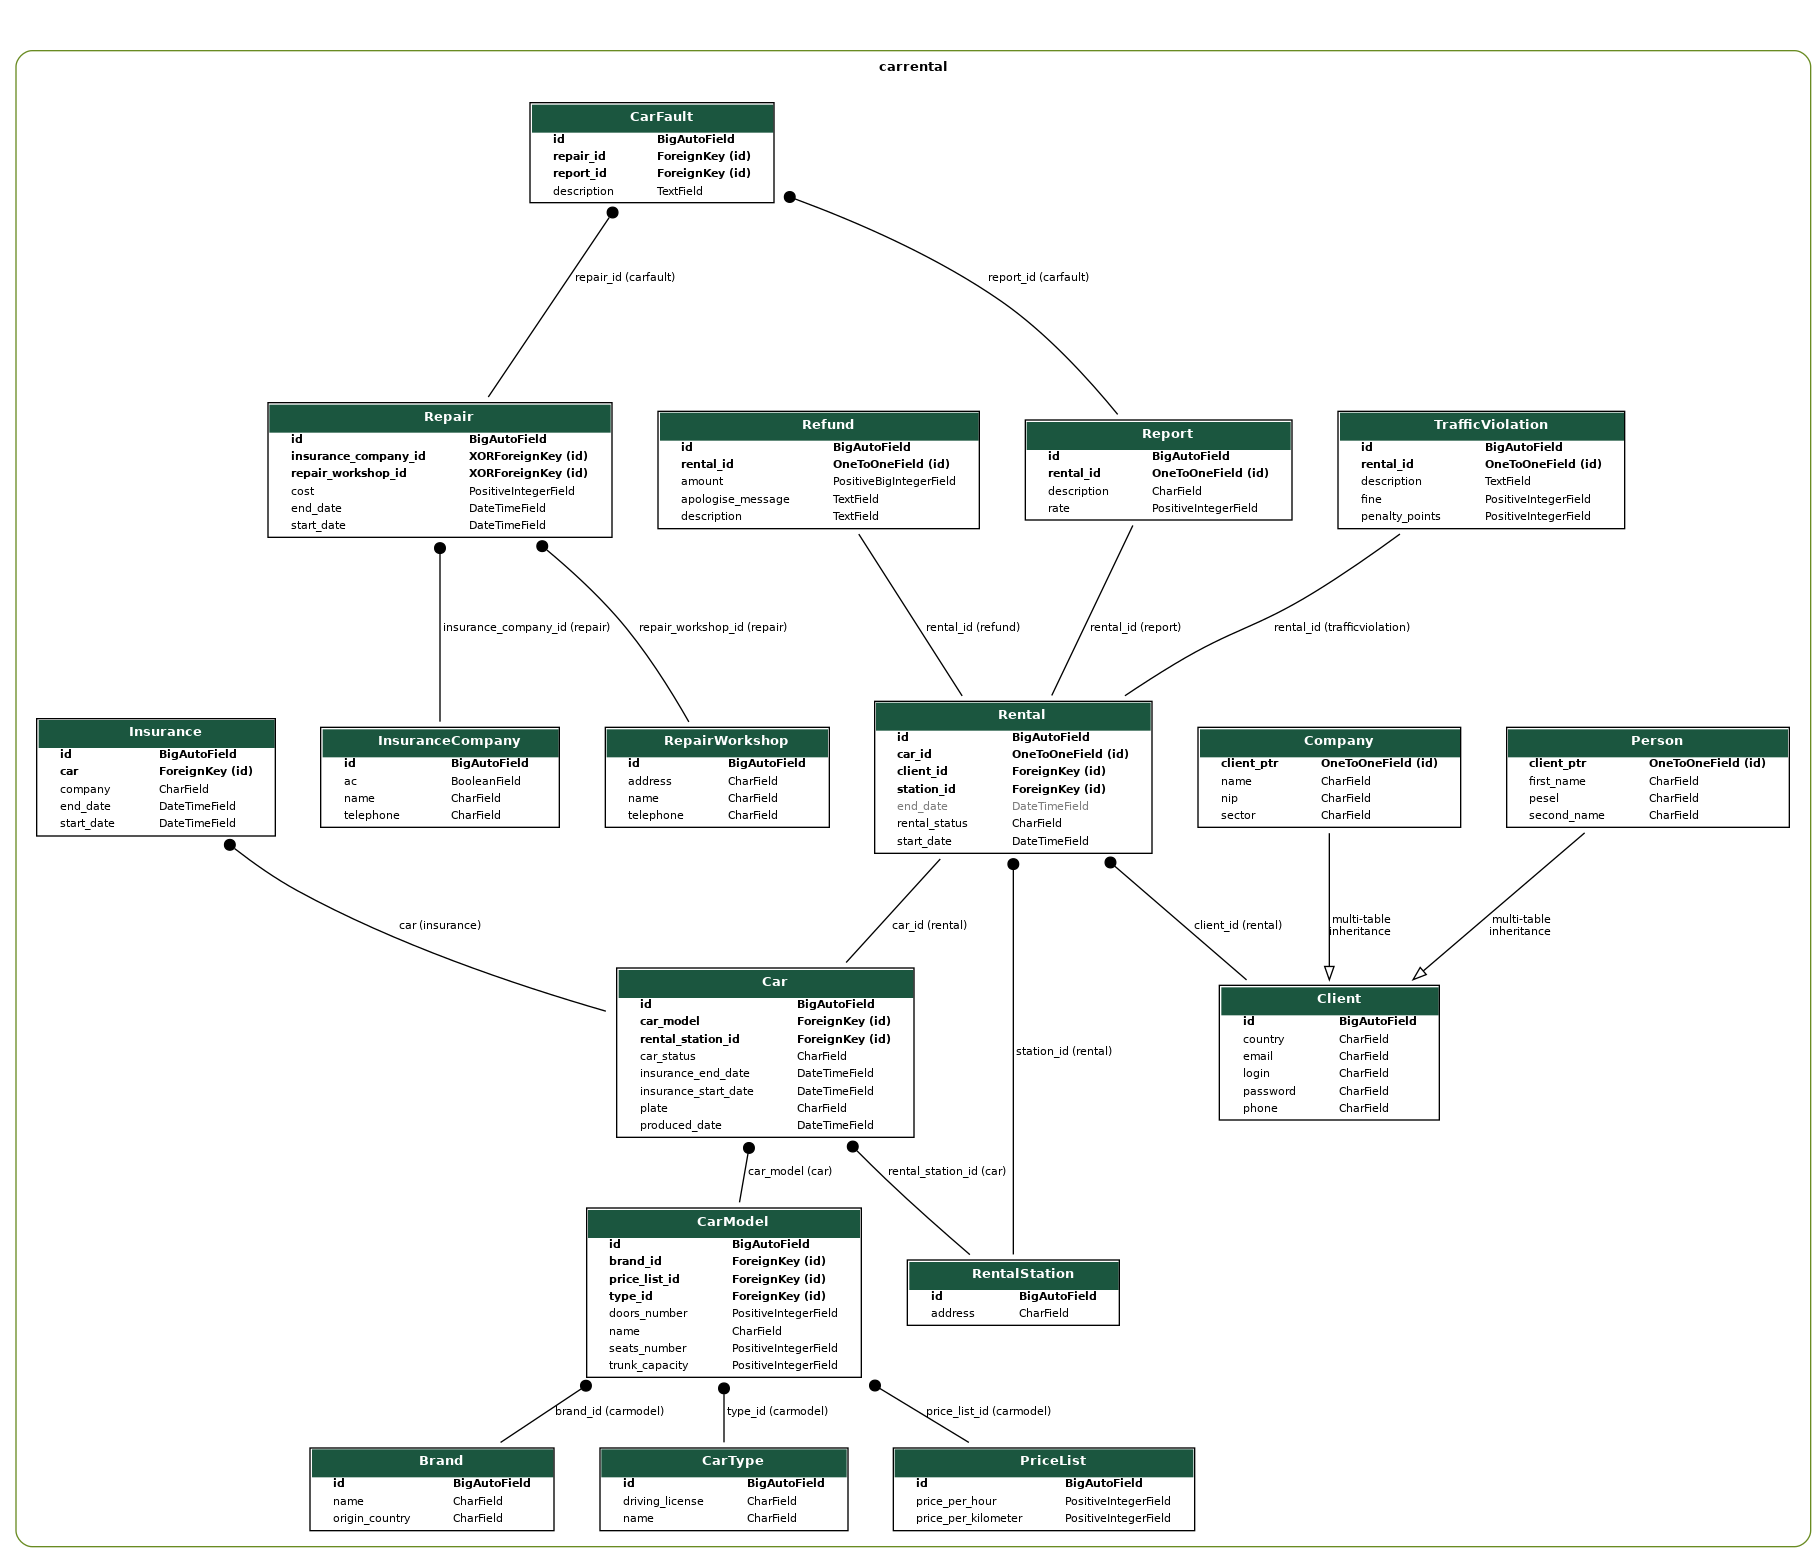 carrental
CarFault
id BigAutoField
repair_id ForeignKey (id)
report_id ForeignKey (id)
description TextField
repair_id (carfault)
report_id (carfault)
Repair
id BigAutoField
insurance_company_id XORForeignKey (id)
repair_workshop_id XORForeignKey (id)
cost PositiveIntegerField
end_date DateTimeField
start_date DateTimeField
Refund
id BigAutoField
rental_id OneToOneField (id)
amount PositiveBigIntegerField
apologise_message TextField
description TextField
Report
id BigAutoField
rental_id OneToOneField (id)
description CharField
rate PositiveIntegerField
TrafficViolation
id BigAutoField
rental_id OneToOneField (id)
description TextField
fine PositiveIntegerField
penalty_points PositiveIntegerField
insurance_company_id (repair)
repair_workshop_id (repair)
rental_id (refund)
rental_id (report)
rental_id (trafficviolation)
Insurance
id BigAutoField
car ForeignKey (id)
company CharField
end_date DateTimeField
start_date DateTimeField
InsuranceCompany
id BigAutoField
ac BooleanField
name CharField
telephone CharField
RepairWorkshop
id BigAutoField
address CharField
name CharField
telephone CharField
Rental
id BigAutoField
car_id OneToOneField (id)
client_id ForeignKey (id)
station_id ForeignKey (id)
end_date DateTimeField
rental_status CharField
start_date DateTimeField
Company
client_ptr OneToOneField (id)
name CharField
nip CharField
sector CharField
Person
client_ptr OneToOneField (id)
first_name CharField
pesel CharField
second_name CharField
car (insurance)
car_id (rental)
client_id (rental)
multi-table
inheritance
multi-table
inheritance
Car
id BigAutoField
car_model ForeignKey (id)
rental_station_id ForeignKey (id)
car_status CharField
insurance_end_date DateTimeField
insurance_start_date DateTimeField
plate CharField
produced_date DateTimeField
station_id (rental)
Client
id BigAutoField
country CharField
email CharField
login CharField
password CharField
phone CharField
car_model (car)
rental_station_id (car)
CarModel
id BigAutoField
brand_id ForeignKey (id)
price_list_id ForeignKey (id)
type_id ForeignKey (id)
doors_number PositiveIntegerField
name CharField
seats_number PositiveIntegerField
trunk_capacity PositiveIntegerField
RentalStation
id BigAutoField
address CharField
brand_id (carmodel)
type_id (carmodel)
price_list_id (carmodel)
Brand
id BigAutoField
name CharField
origin_country CharField
CarType
id BigAutoField
driving_license CharField
name CharField
PriceList
id BigAutoField
price_per_hour PositiveIntegerField
price_per_kilometer PositiveIntegerField